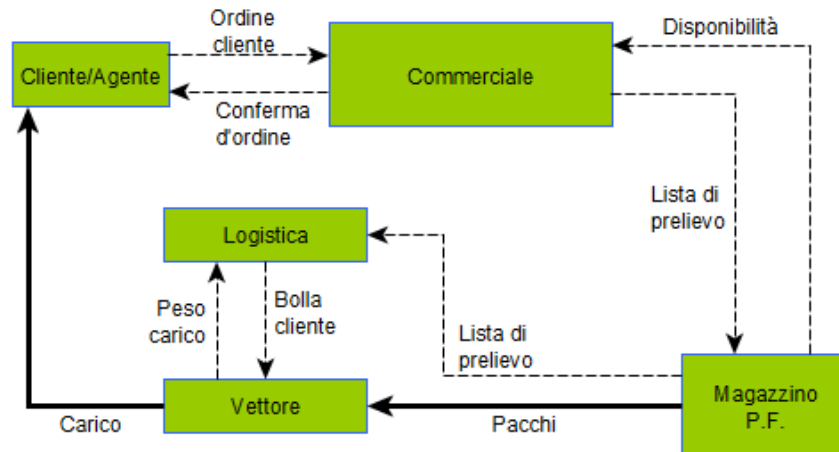 Ordine
cliente
Disponibilità
Cliente/Agente
Commerciale
Conferma
d'ordine
Lista di
prelievo
Logistica
Peso
carico
Bolla
cliente
Lista di
prelievo
Carico
Vettore
Pacchi
Magazzino
P.F.